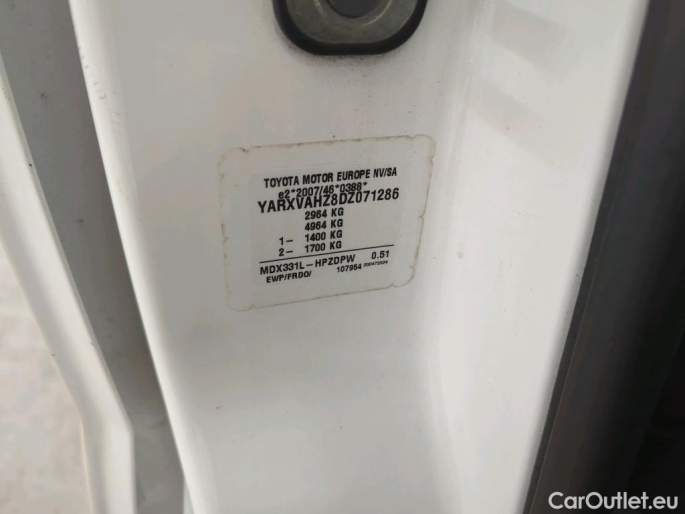 TOYOTA MOTOR EUROPE NV/SA
e2*2007/46*0388*
YARXVAHZ8DZ071286
2964 KG
4964 KG
1- 1400 KG
2- 1700 KG
MDX331L-HPZDPW 0.51
EWP/FRDO/ 107954
CarOutlet.eu